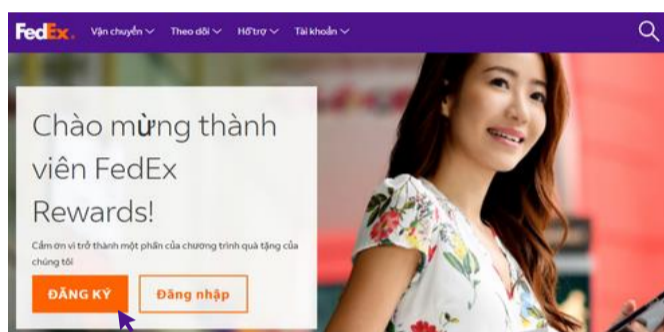 FedEx. Vận chuyển Theo dõi Hỗ trợ Tài khoản
Chào mừng thành
viên FedEx
Rewards!
Cảm ơn vì trở thành một phần của chương trình quà tặng của
chúng tôi
ĐĂNG KÝ Đăng nhập